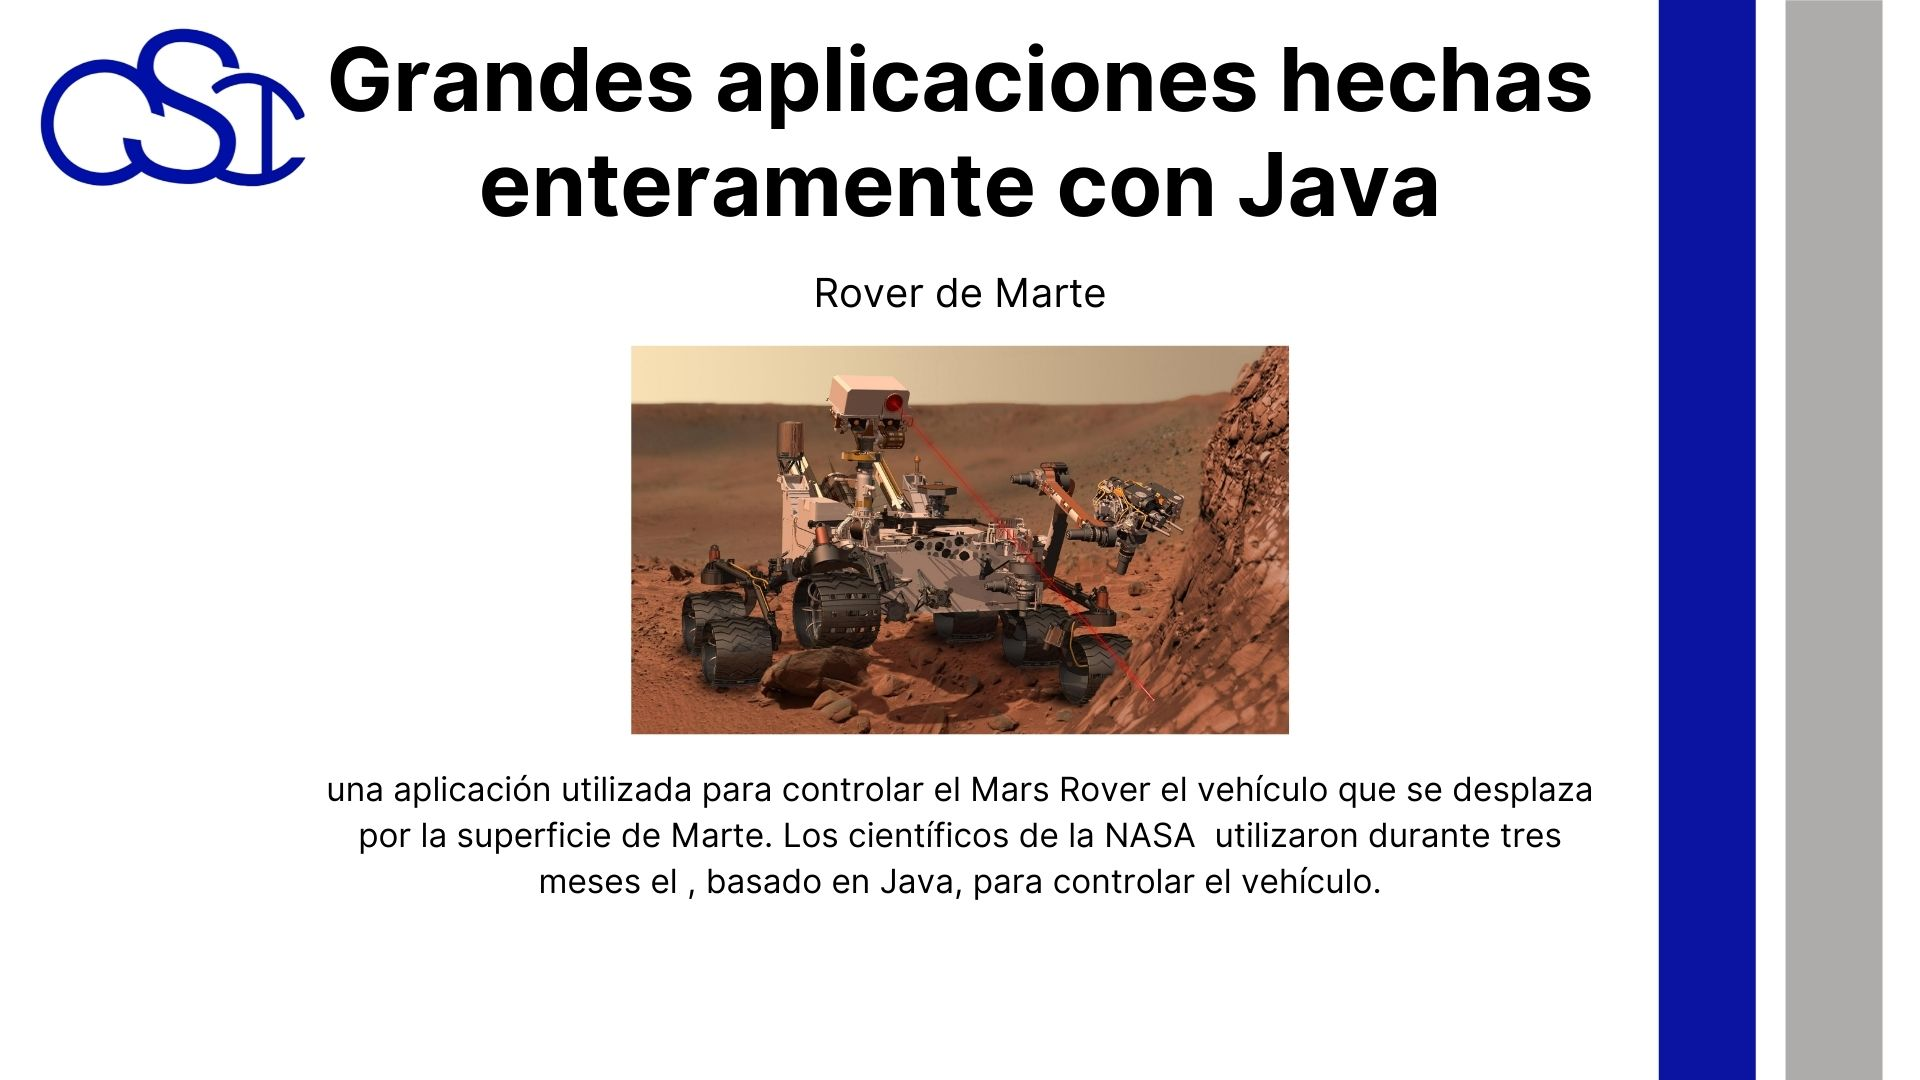 CSTI
Grandes aplicaciones hechas
enteramente con Java
Rover de Marte
una aplicación utilizada para controlar el Mars Rover el vehículo que se desplaza
por la superficie de Marte. Los científicos de la NASA  utilizaron durante tres
meses el , basado en Java, para controlar el vehículo.